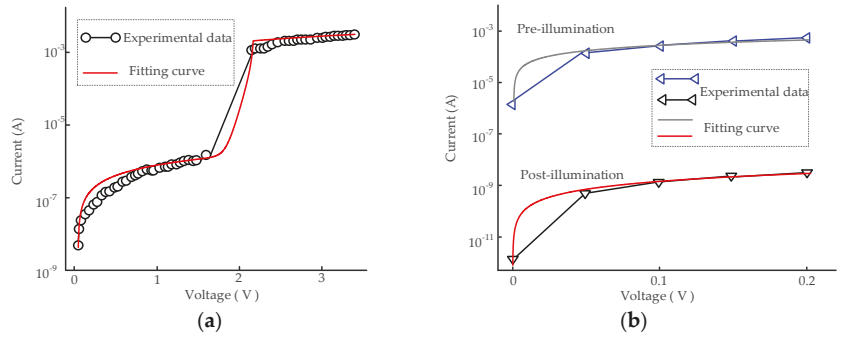 10⁻³
10⁻⁵
10⁻⁷
10⁻⁹
Current (A)
Experimental data
Fitting curve
0
1
2
3
Voltage ( V )
(a)
10⁻³
10⁻⁵
10⁻⁷
10⁻⁹
10⁻¹¹
Current (A)
Pre-illumination
Experimental data
Fitting curve
Post-illumination
0
0.1
0.2
Voltage ( V )
(b)